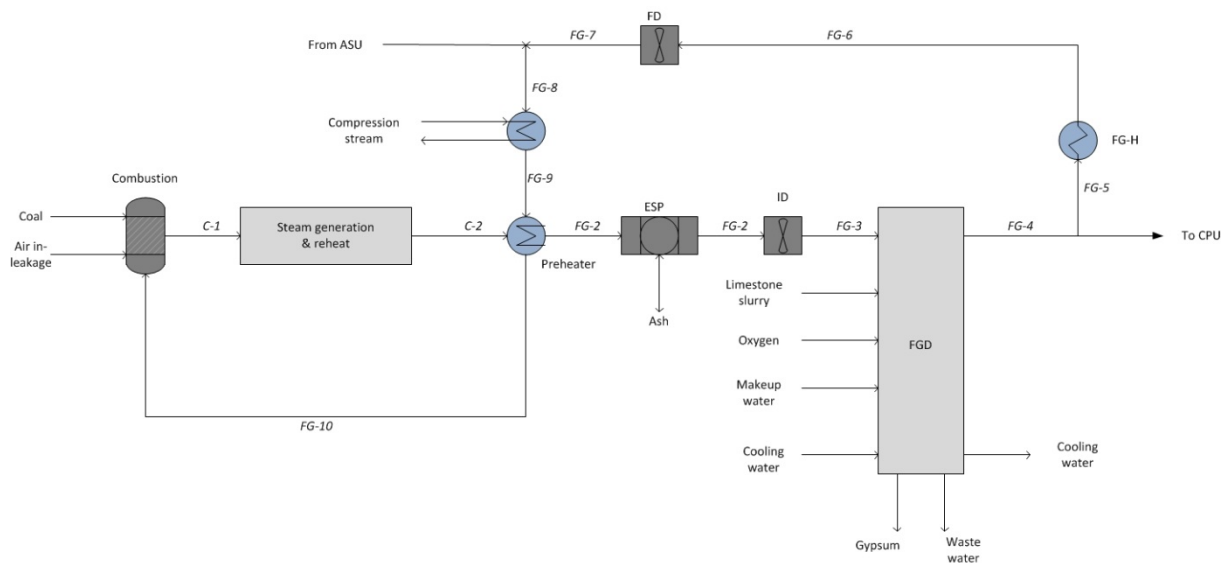 FD
From ASU
FG-7
FG-6
FG-8
Compression
stream
FG-H
Combustion
FG-9
FG-5
Coal
C-1
Steam generation
& reheat
C-2
FG-2
ESP
FG-2
ID
FG-3
FG-4
To CPU
Air in-
leakage
Preheater
Limestone
slurry
Ash
Oxygen
FGD
Makeup
water
FG-10
Cooling
water
Cooling
water
Gypsum
Waste
water